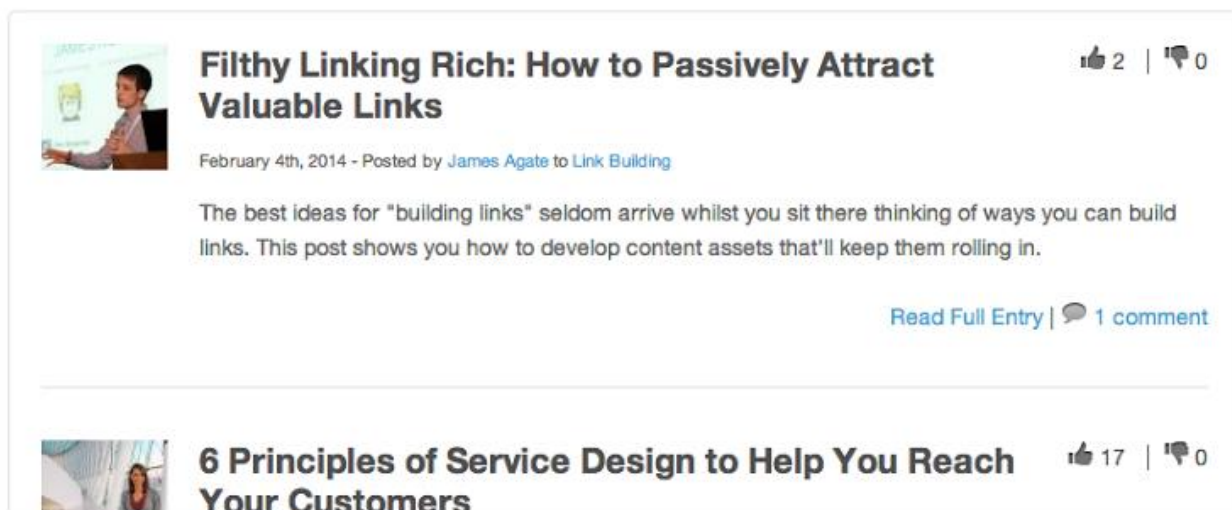 Filthy Linking Rich: How to Passively Attract
Valuable Links
2 | 0
February 4th, 2014 - Posted by James Agate to Link Building
The best ideas for "building links" seldom arrive whilst you sit there thinking of ways you can build
links. This post shows you how to develop content assets that'll keep them rolling in.
Read Full Entry | 1 comment
6 Principles of Service Design to Help You Reach
Your Customers
17 | 0